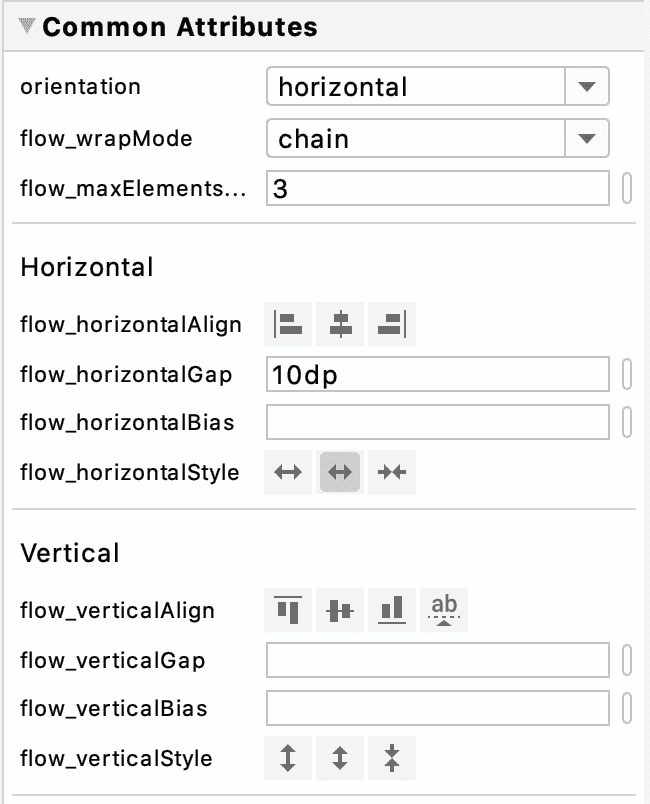 Common Attributes
orientation horizontal
flow_wrapMode chain
flow_maxElements... 3
Horizontal
flow_horizontalAlign
flow_horizontalGap 10dp
flow_horizontalBias
flow_horizontalStyle
Vertical
flow_verticalAlign ab
flow_verticalGap
flow_verticalBias
flow_verticalStyle